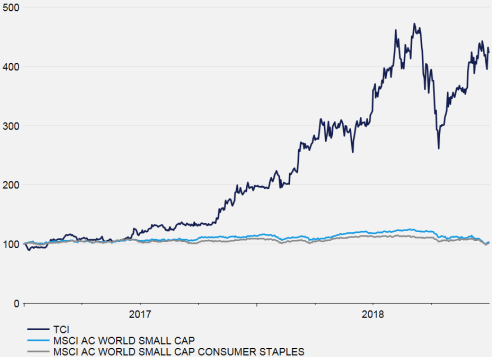 500
400
300
200
100
0
2017 2018
TCI
MSCI AC WORLD SMALL CAP
MSCI AC WORLD SMALL CAP CONSUMER STAPLES